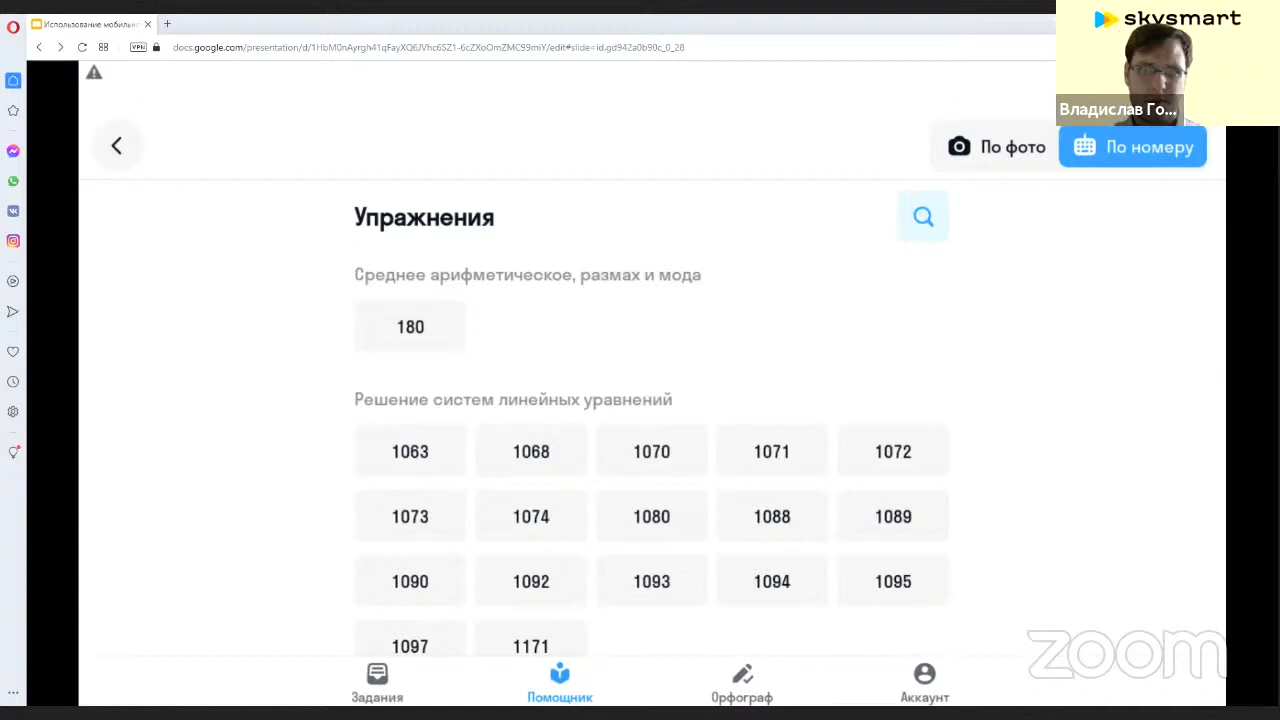 Использование мобильн
VPN
docs.google.com/presentation/d/1HbM0nAyrgh41qFayXQ6JVhc6SZ1-6cZXoOmZMC99miY/edit#slide=id.gd942a0b90c_0_28
skysmart
Владислав Го...
По фото
По номеру
Упражнения
Среднее арифметическое, размах и мода
180
Решение систем линейных уравнений
1063 1068 1070 1071 1072
1073 1074 1080 1088 1089
1090 1092 1093 1094 1095
1097 1171
zoom
Задания Помощник Орфограф Аккаунт